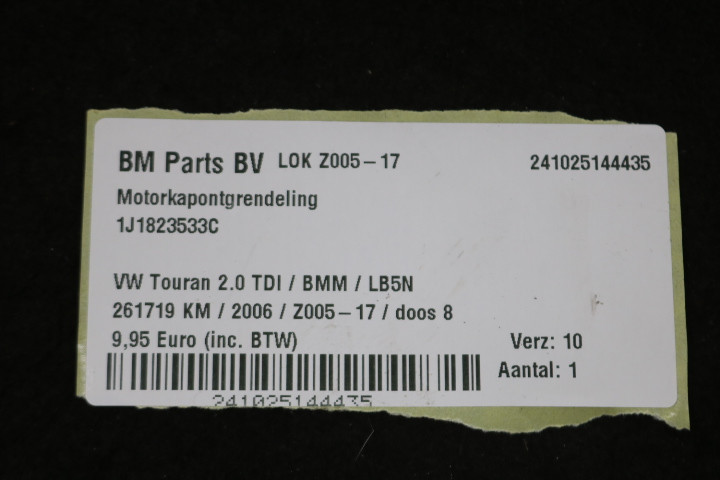 BM Parts BV LOK Z005-17 241025144435
Motorkapontgrendeling
1J1823533C
VW Touran 2.0 TDI / BMM / LB5N
261719 KM / 2006 / Z005-17 / doos 8
9,95 Euro (inc. BTW) Verz: 10
Aantal: 1
241025144435